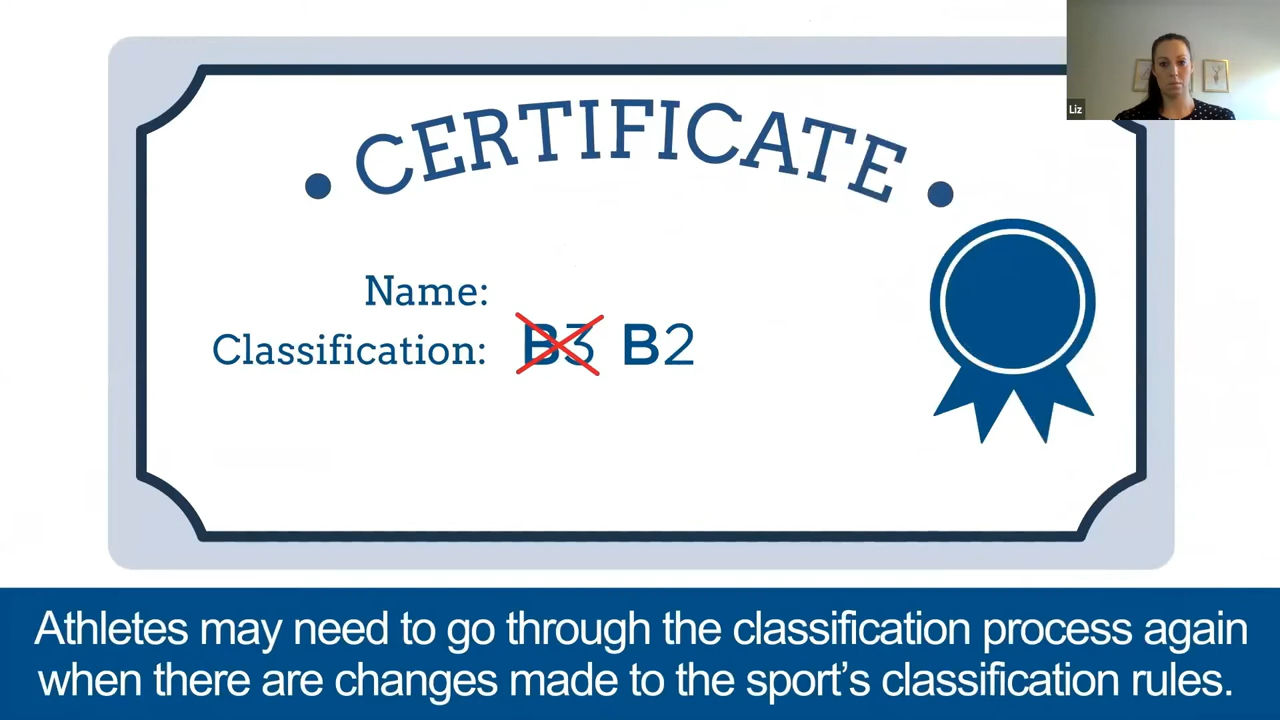 Liz
• CERTIFICATE •
Name:
Classification: B3 B2
Athletes may need to go through the classification process again
when there are changes made to the sport's classification rules.